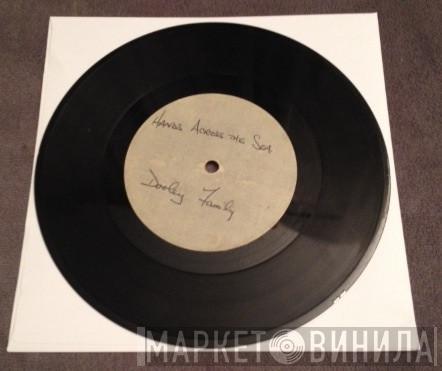 Hands Across the Sea
Dooley Family
МАРКЕТ ВИНИЛА